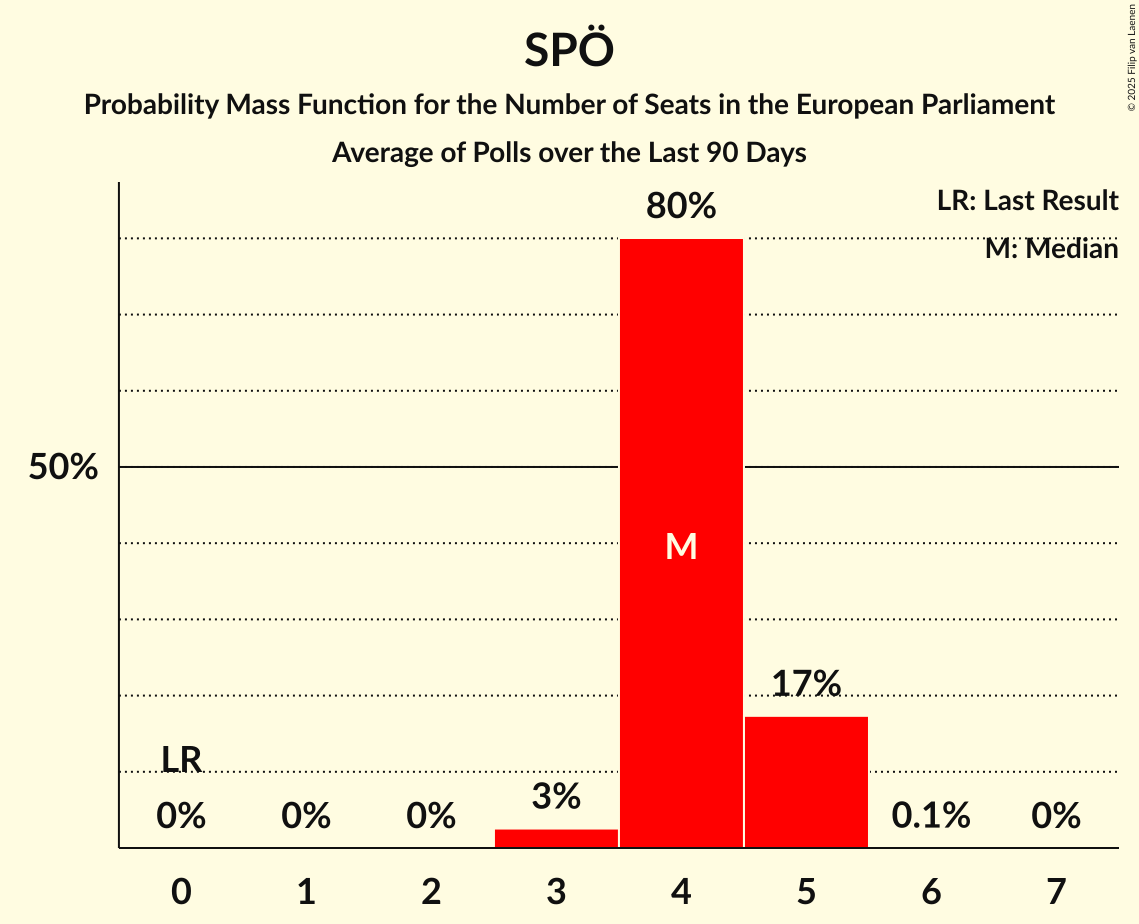 SPÖ
Probability Mass Function for the Number of Seats in the European Parliament
Average of Polls over the Last 90 Days
© 2025 Filip van Laenen
LR: Last Result
M: Median
80%
50%
M
17%
LR
3%
0% 0% 0% 0.1% 0%
0 1 2 3 4 5 6 7